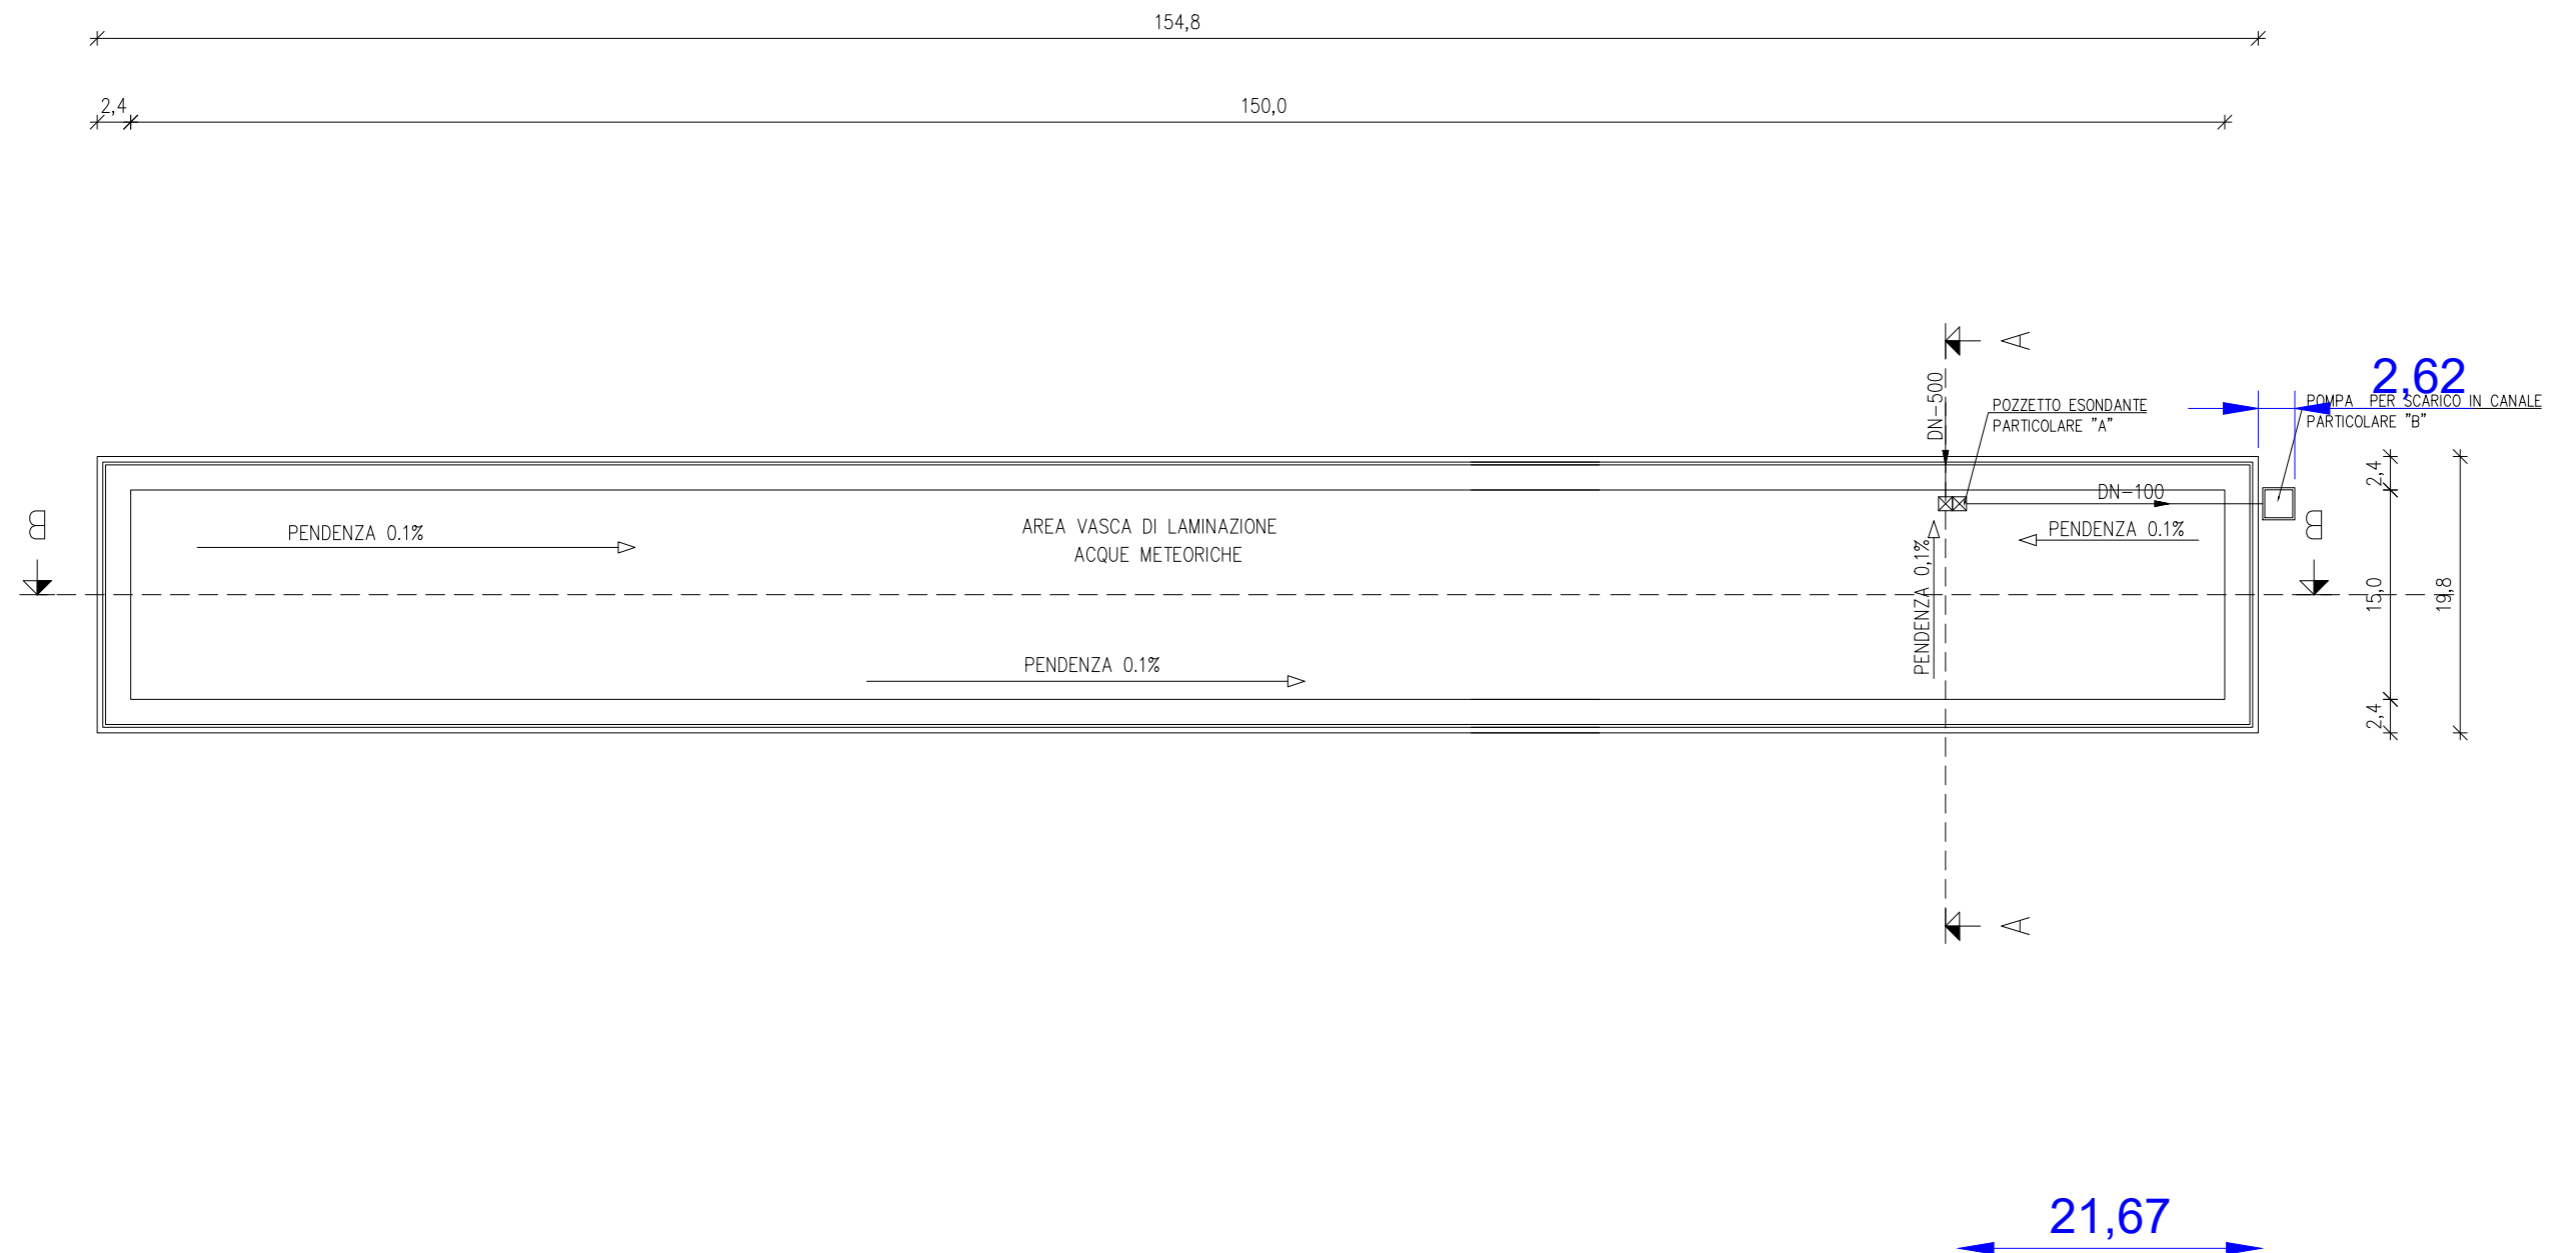 154,8
2,4
150,0
A
2,62
DN-500
POZZETTO ESONDANTE
PARTICOLARE "A"
POMPA PER SCARICO IN CANALE
PARTICOLARE "B"
2,4
DN-100
B
PENDENZA 0.1%
AREA VASCA DI LAMINAZIONE
ACQUE METEORICHE
PENDENZA 0.1%
B
PENDENZA 0,1%
15,0
19,8
PENDENZA 0.1%
2,4
A
21,67